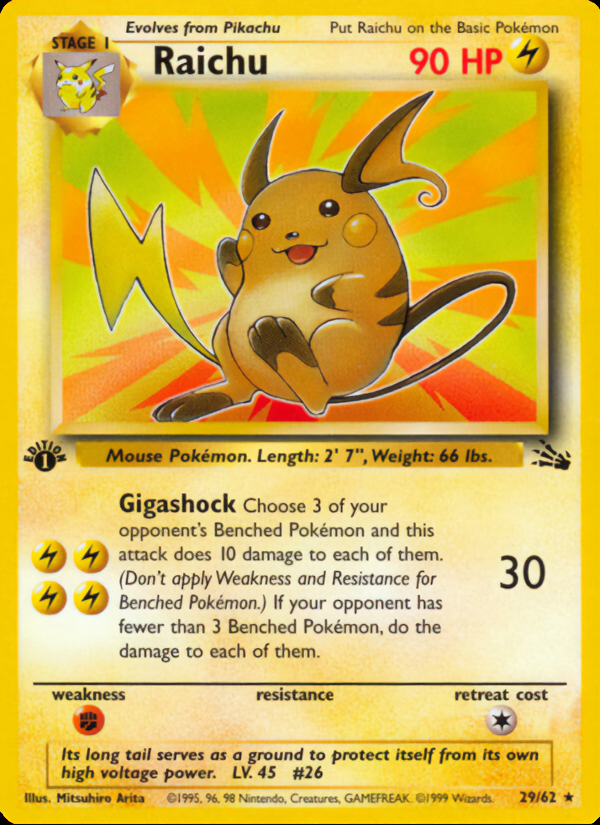 Evolves from Pikachu
Put Raichu on the Basic Pokémon
STAGE 1
Raichu
90 HP
EDITION
1
Mouse Pokémon. Length: 2' 7", Weight: 66 lbs.
Gigashock Choose 3 of your
opponent's Benched Pokémon and this
attack does 10 damage to each of them.
(Don't apply Weakness and Resistance for
Benched Pokémon.) If your opponent has
fewer than 3 Benched Pokémon, do the
damage to each of them.
30
weakness
resistance
retreat cost
Its long tail serves as a ground to protect itself from its own
high voltage power. LV. 45 #26
Illus. Mitsuhiro Arita
©1995, 96, 98 Nintendo, Creatures, GAMEFREAK. ©1999 Wizards.
29/62 ★